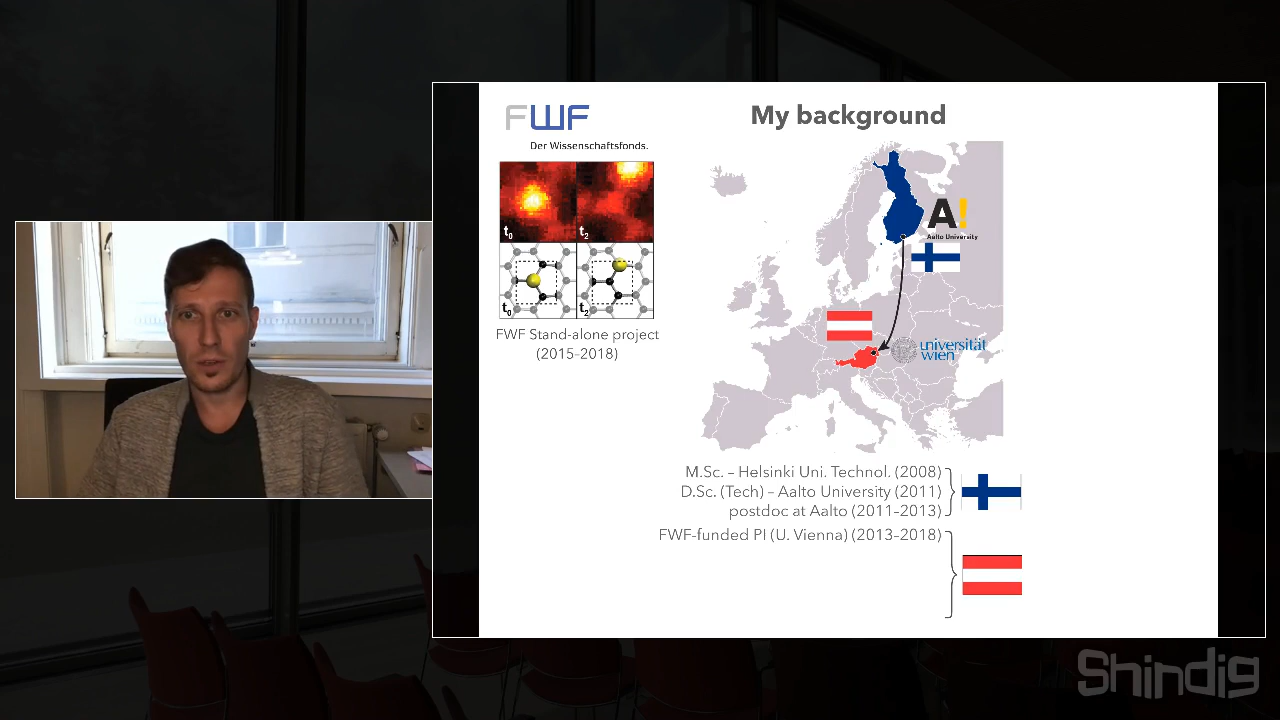 FWF
Der Wissenschaftsfonds.
My background
t0
t2
t0
t2
FWF Stand-alone project
(2015–2018)
A!
Aalto University
universität
wien
M.Sc. – Helsinki Uni. Technol. (2008)
D.Sc. (Tech) – Aalto University (2011)
postdoc at Aalto (2011–2013)
FWF-funded PI (U. Vienna) (2013–2018)
Shindig